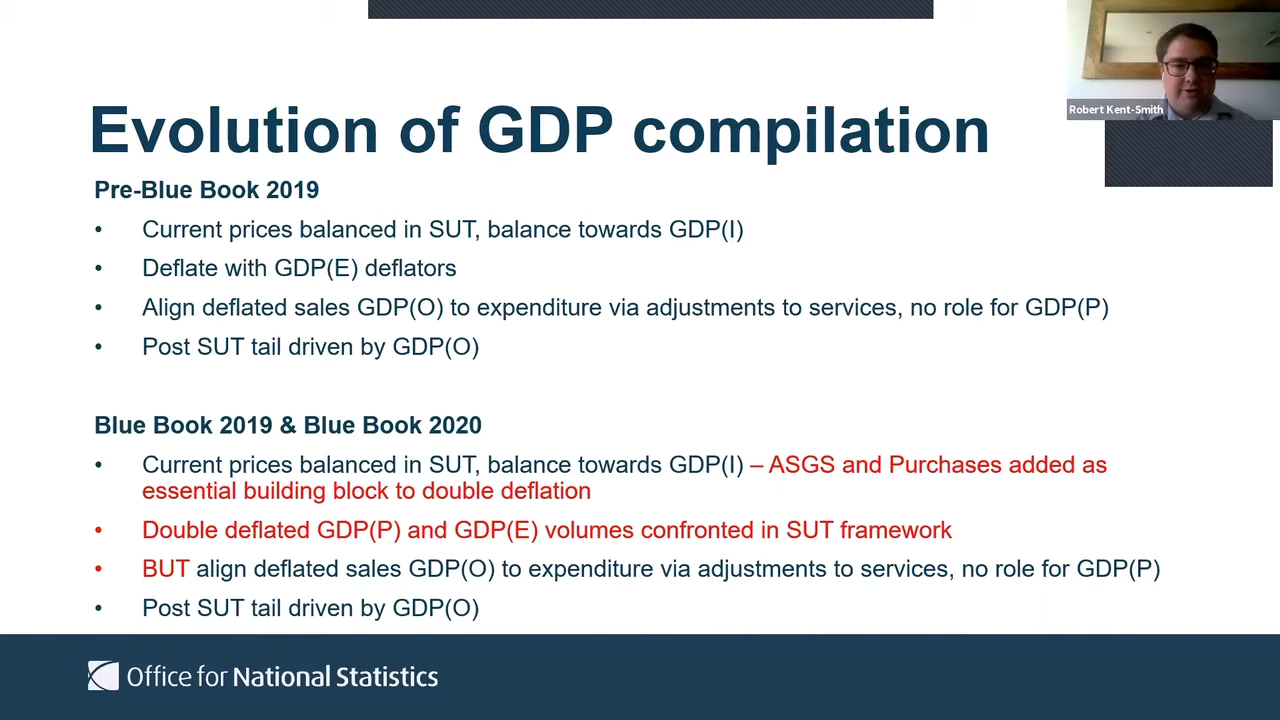 Robert Kent-Smith
Evolution of GDP compilation
Pre-Blue Book 2019
• Current prices balanced in SUT, balance towards GDP(I)
• Deflate with GDP(E) deflators
• Align deflated sales GDP(O) to expenditure via adjustments to services, no role for GDP(P)
• Post SUT tail driven by GDP(O)
Blue Book 2019 & Blue Book 2020
• Current prices balanced in SUT, balance towards GDP(I) – ASGS and Purchases added as
essential building block to double deflation
• Double deflated GDP(P) and GDP(E) volumes confronted in SUT framework
• BUT align deflated sales GDP(O) to expenditure via adjustments to services, no role for GDP(P)
• Post SUT tail driven by GDP(O)
Office for National Statistics